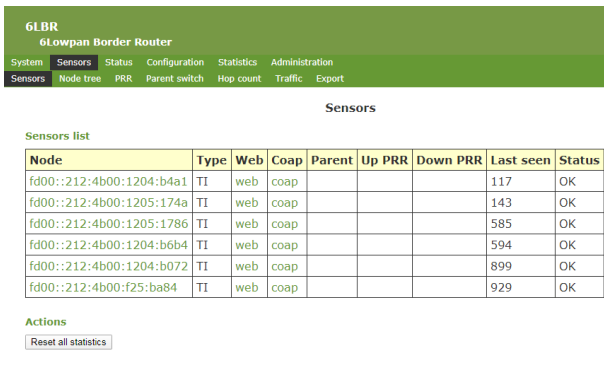 6LBR
6Lowpan Border Router
System Sensors Status Configuration Statistics Administration
Sensors Node tree PRR Parent switch Hop count Traffic Export
Sensors
Sensors list
Node Type Web Coap Parent Up PRR Down PRR Last seen Status
fd00::212:4b00:1204:b4a1 TI web coap 117 OK
fd00::212:4b00:1205:174a TI web coap 143 OK
fd00::212:4b00:1205:1786 TI web coap 585 OK
fd00::212:4b00:1204:b6b4 TI web coap 594 OK
fd00::212:4b00:1204:b072 TI web coap 899 OK
fd00::212:4b00:f25:ba84 TI web coap 929 OK
Actions
Reset all statistics